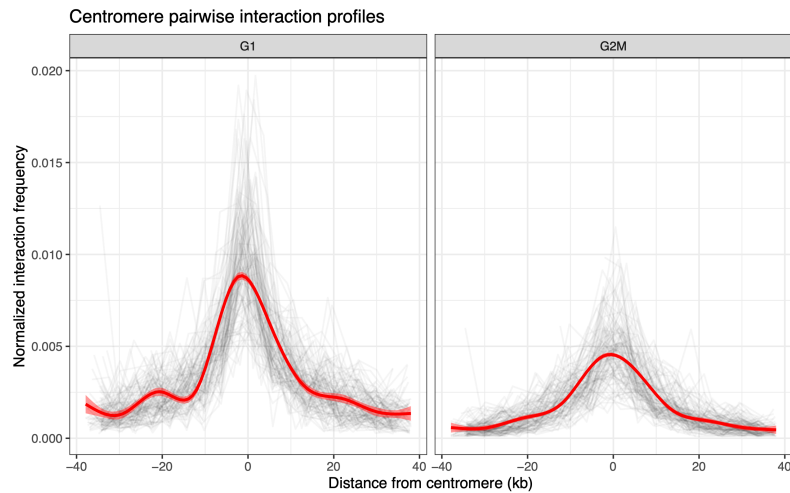 Centromere pairwise interaction profiles
G1
G2M
Normalized interaction frequency
0.020
0.015
0.010
0.005
0.000
−40 −20 0 20 40 −40 −20 0 20 40
Distance from centromere (kb)